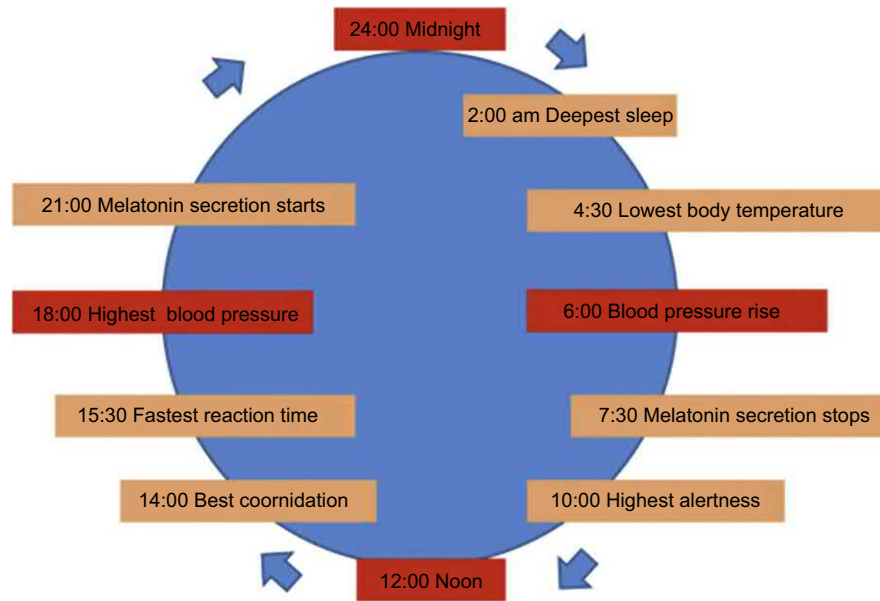 24:00 Midnight
2:00 am Deepest sleep
21:00 Melatonin secretion starts
4:30 Lowest body temperature
18:00 Highest blood pressure
6:00 Blood pressure rise
15:30 Fastest reaction time
7:30 Melatonin secretion stops
14:00 Best coornidation
10:00 Highest alertness
12:00 Noon